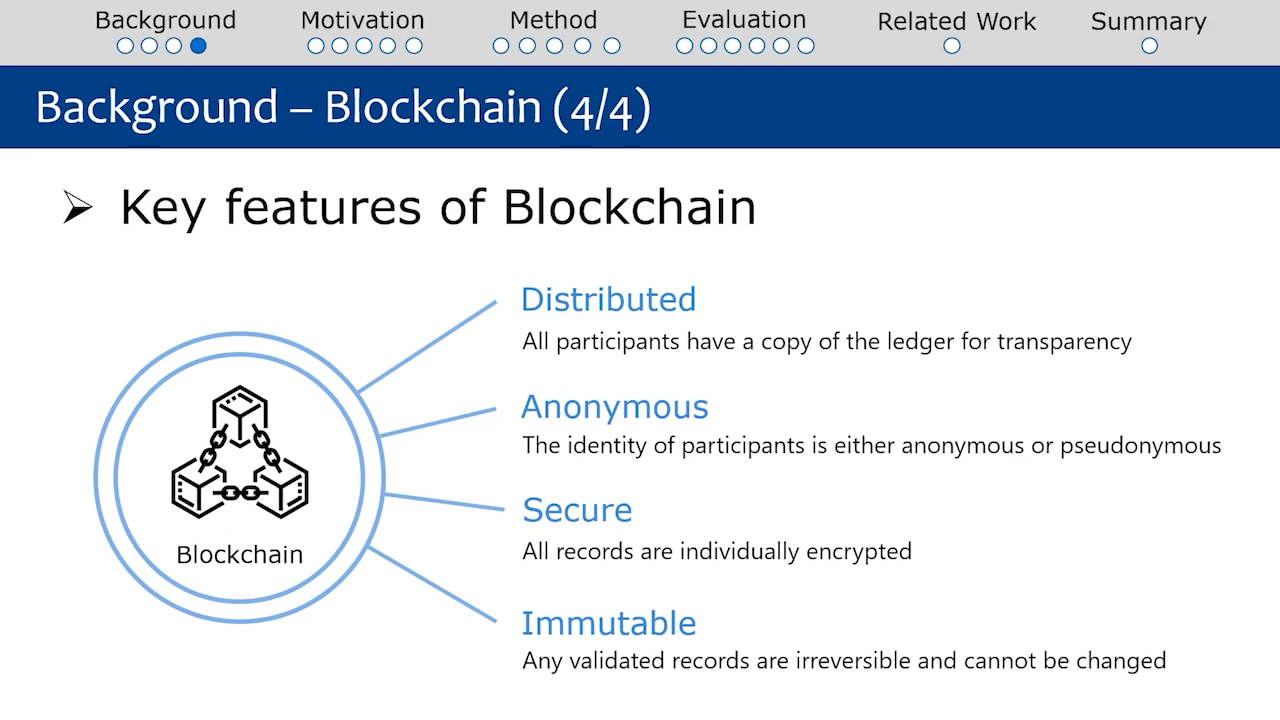 Background Motivation Method Evaluation Related Work Summary
Background – Blockchain (4/4)
➢ Key features of Blockchain
Distributed
All participants have a copy of the ledger for transparency
Anonymous
The identity of participants is either anonymous or pseudonymous
Secure
All records are individually encrypted
Blockchain
Immutable
Any validated records are irreversible and cannot be changed